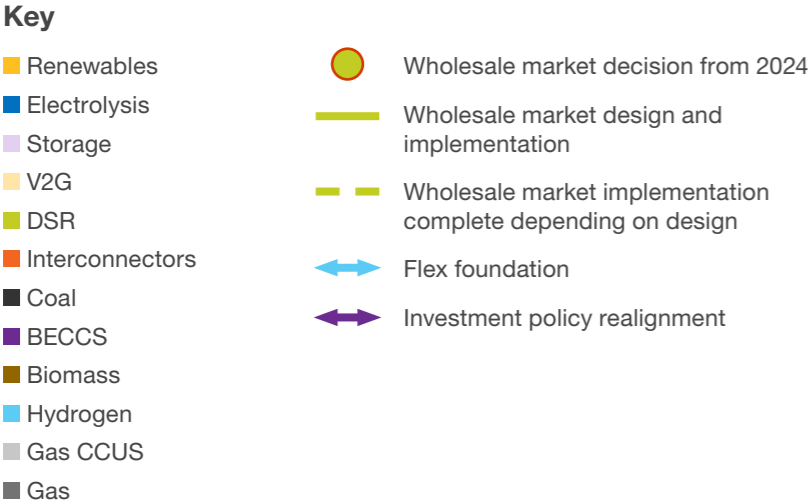 Key
Renewables
Electrolysis
Storage
V2G
DSR
Interconnectors
Coal
BECCS
Biomass
Hydrogen
Gas CCUS
Gas
Wholesale market decision from 2024
Wholesale market design and
implementation
Wholesale market implementation
complete depending on design
Flex foundation
Investment policy realignment